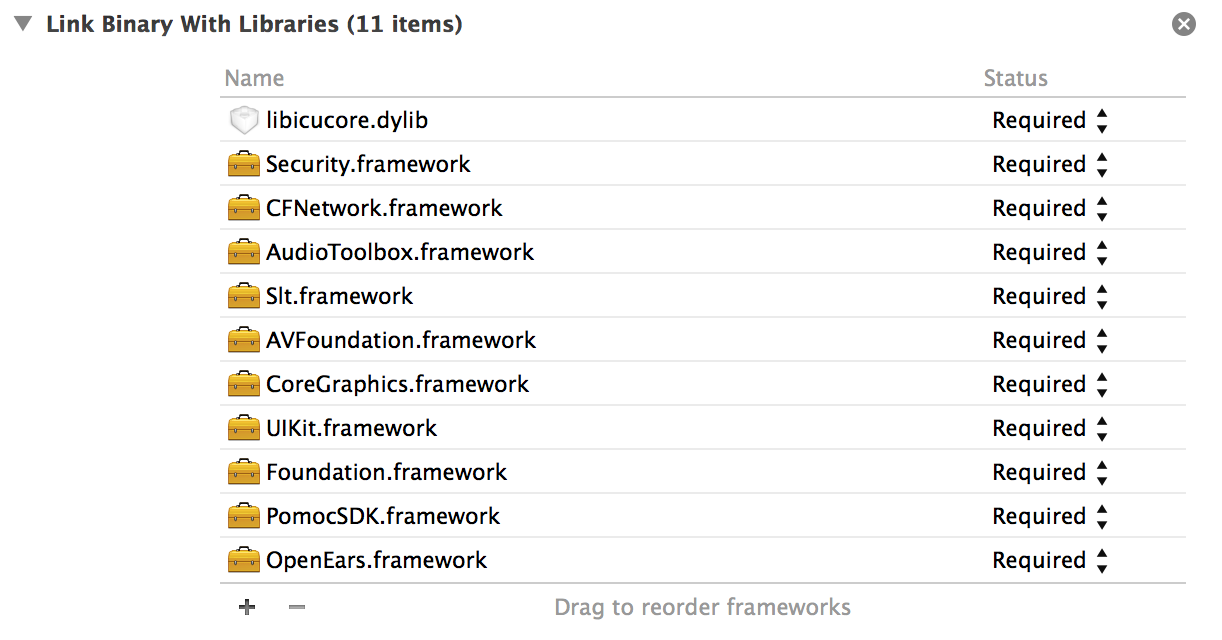 Link Binary With Libraries (11 items)
Name Status
libicucore.dylib Required
Security.framework Required
CFNetwork.framework Required
AudioToolbox.framework Required
Slt.framework Required
AVFoundation.framework Required
CoreGraphics.framework Required
UIKit.framework Required
Foundation.framework Required
PomocSDK.framework Required
OpenEars.framework Required
Drag to reorder frameworks